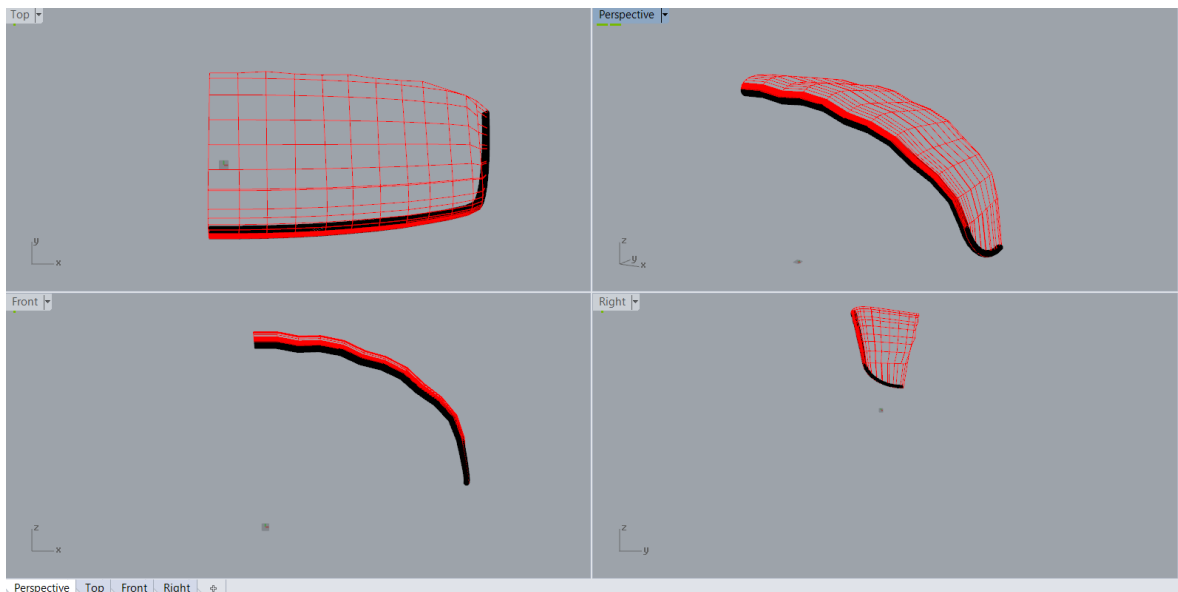 Top
Perspective
y
x
z
y
x
Front
Right
z
x
z
y
Perspective Top Front Right